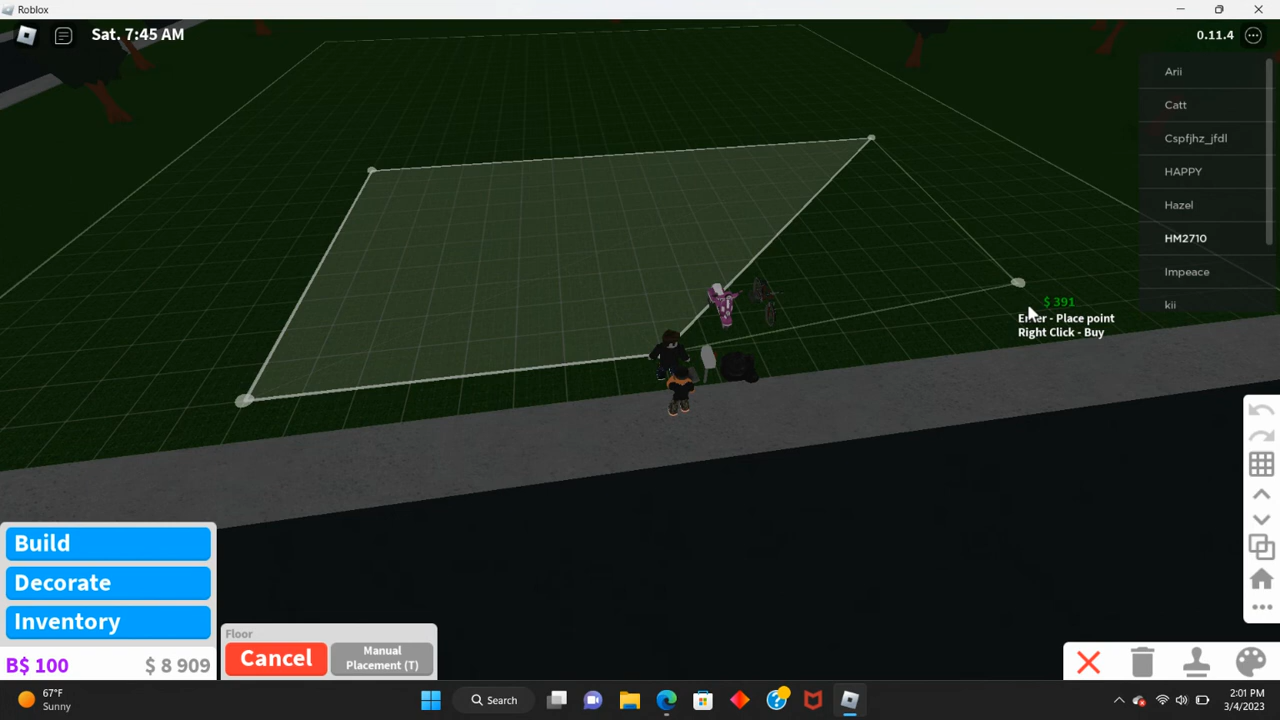 Roblox
Sat. 7:45 AM
0.11.4
Arii
Catt
Cspfjhz_jfdl
HAPPY
Hazel
HM2710
Impeace
kii
$ 391
Enter - Place point
Right Click - Buy
Build
Decorate
Inventory
B$ 100
$ 8 909
Floor
Cancel
Manual
Placement (T)
67°F
Sunny
Search
2:01 PM
3/4/2023